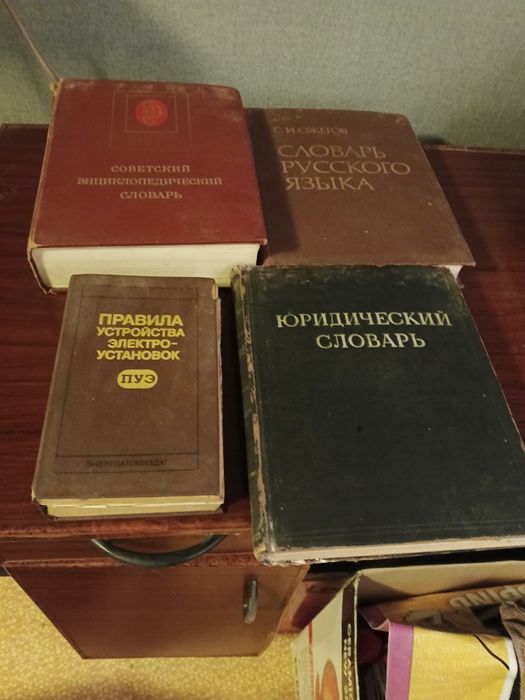 СОВЕТСКИЙ
ЭНЦИКЛОПЕДИЧЕСКИЙ
СЛОВАРЬ
С.И.ОЖЕГОВ
СЛОВАРЬ
РУССКОГО
ЯЗЫКА
ПРАВИЛА
УСТРОЙСТВА
ЭЛЕКТРО-
УСТАНОВОК
ПУЭ
ЭНЕРГОАТОМИЗДАТ
ЮРИДИЧЕСКИЙ
СЛОВАРЬ